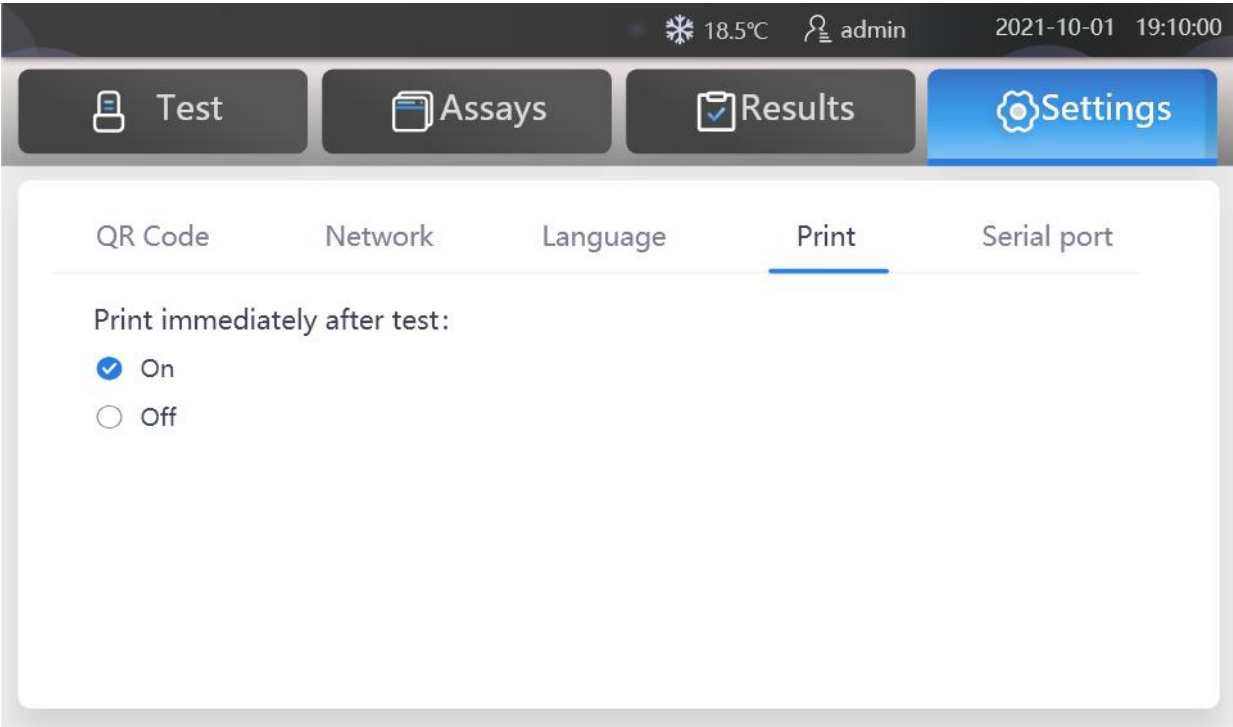 18.5℃ admin 2021-10-01 19:10:00
Test Assays Results Settings
QR Code Network Language Print Serial port
Print immediately after test:
On
Off